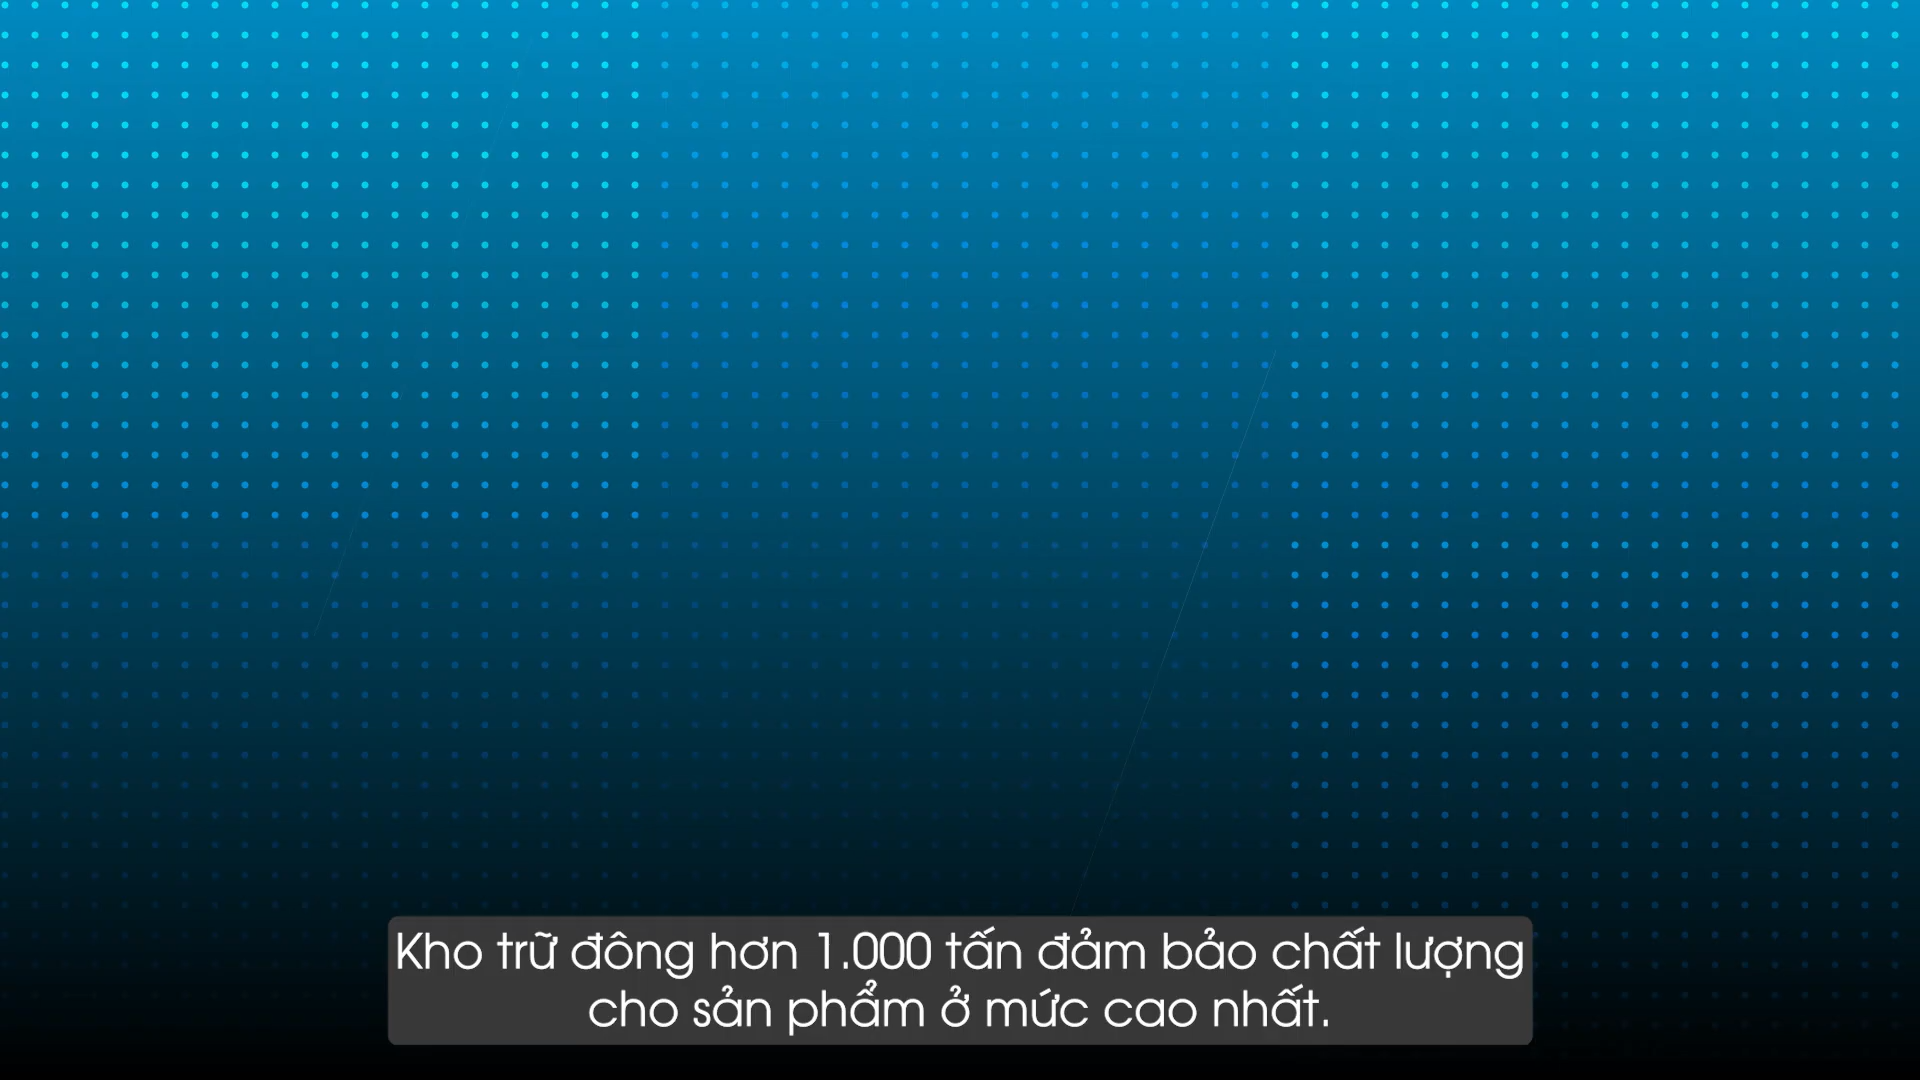 Kho trữ đông hơn 1.000 tấn đảm bảo chất lượng
cho sản phẩm ở mức cao nhất.